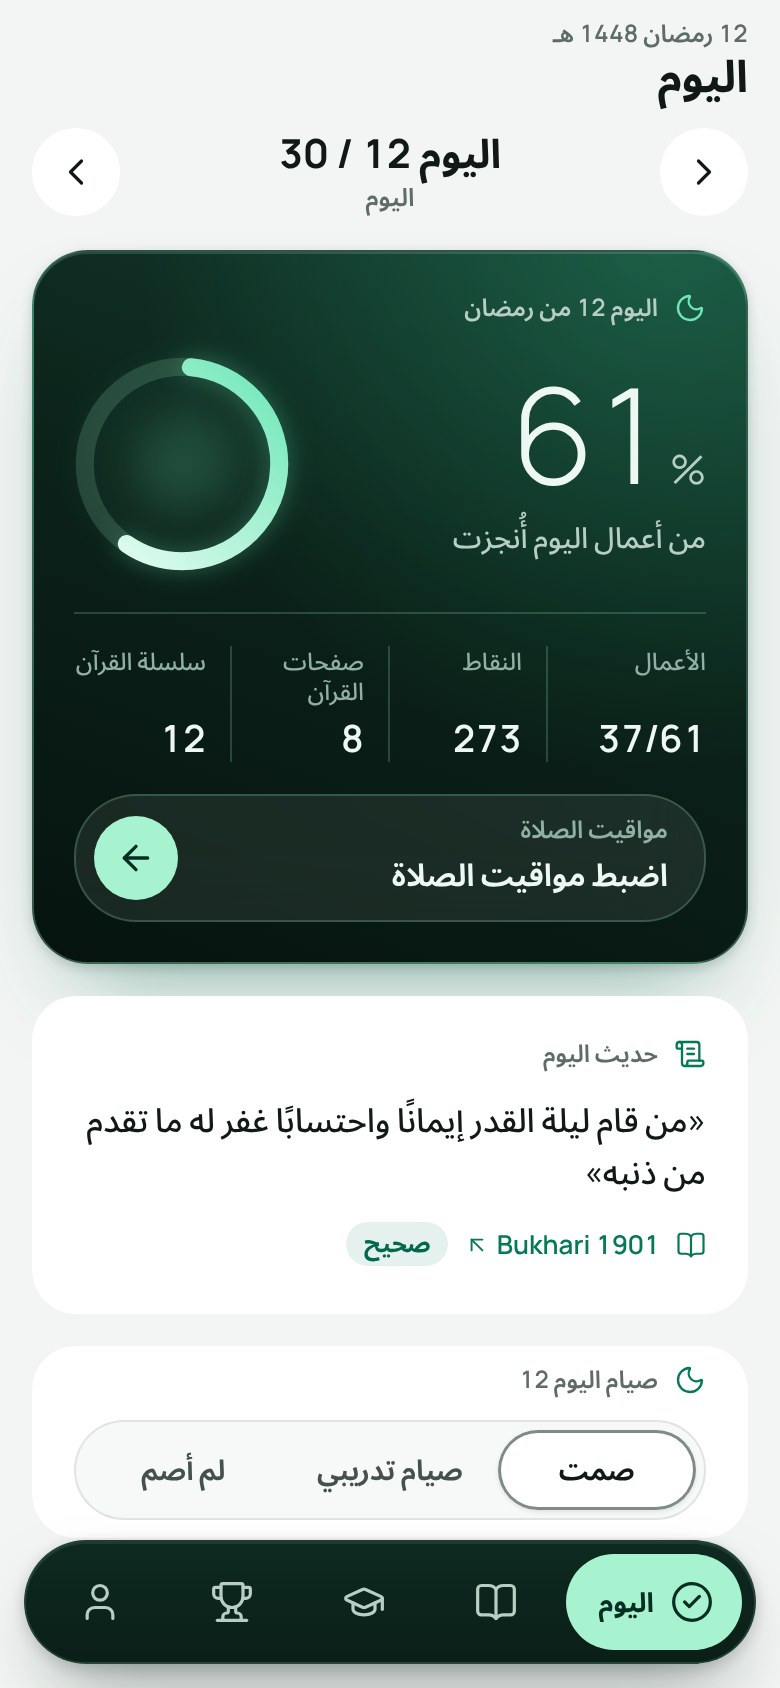 12 رمضان 1448 هـ
اليوم
اليوم 12 / 30
اليوم
اليوم 12 من رمضان
61 %
من أعمال اليوم أُنجزت
الأعمال
37/61
النقاط
273
صفحات
القرآن
8
سلسلة القرآن
12
مواقيت الصلاة
اضبط مواقيت الصلاة
حديث اليوم
«من قام ليلة القدر إيمانًا واحتسابًا غفر له ما تقدم
من ذنبه»
Bukhari 1901
صحيح
صيام اليوم 12
صمت
صيام تدريبي
لم أصم
اليوم